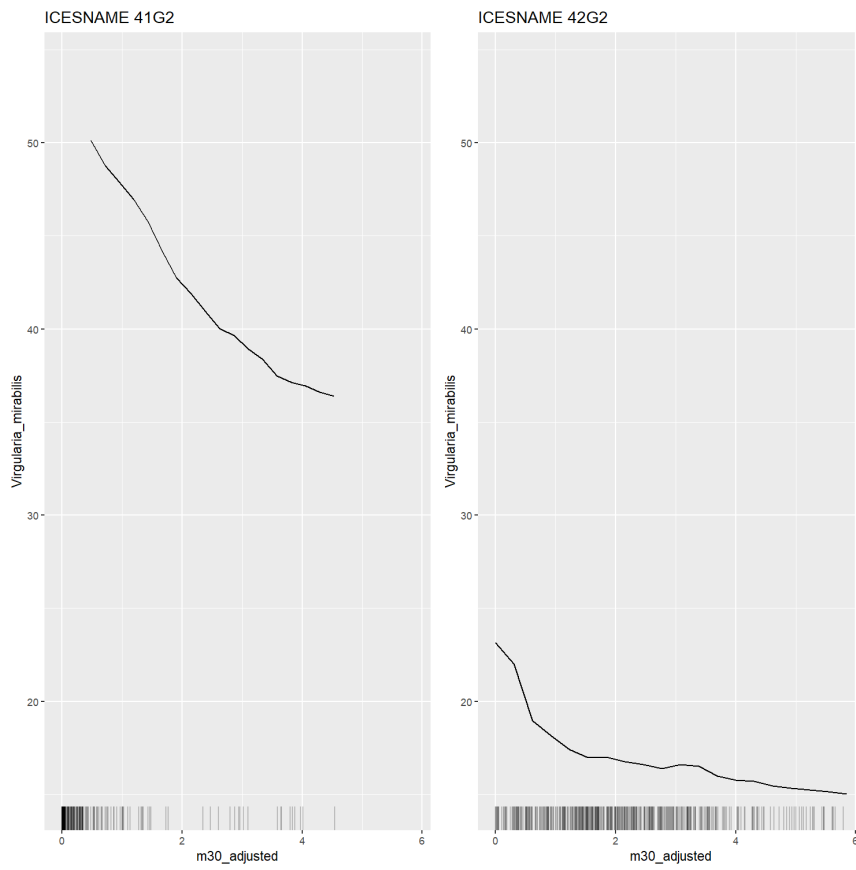 ICESNAME 41G2
Virgularia_mirabilis
50
40
30
20
0 2 4 6
m30_adjusted
ICESNAME 42G2
Virgularia_mirabilis
50
40
30
20
0 2 4 6
m30_adjusted